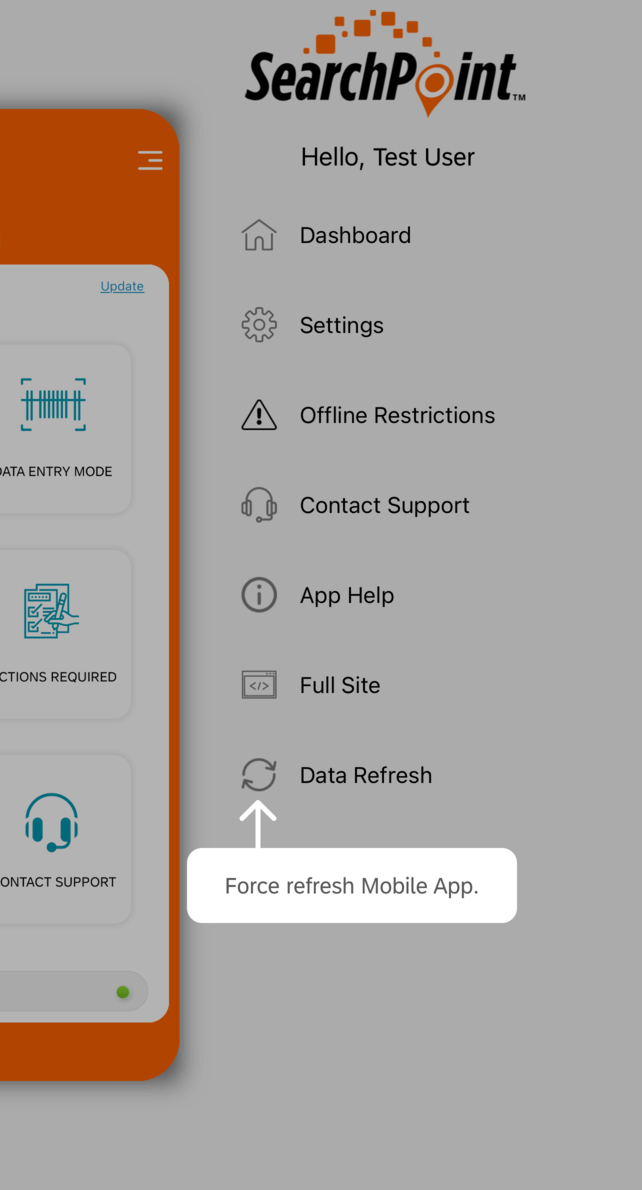 SearchPoint™
Hello, Test User
Dashboard
Settings
Offline Restrictions
Contact Support
App Help
Full Site
</>
Data Refresh
Force refresh Mobile App.
Update
DATA ENTRY MODE
CTIONS REQUIRED
ONTACT SUPPORT